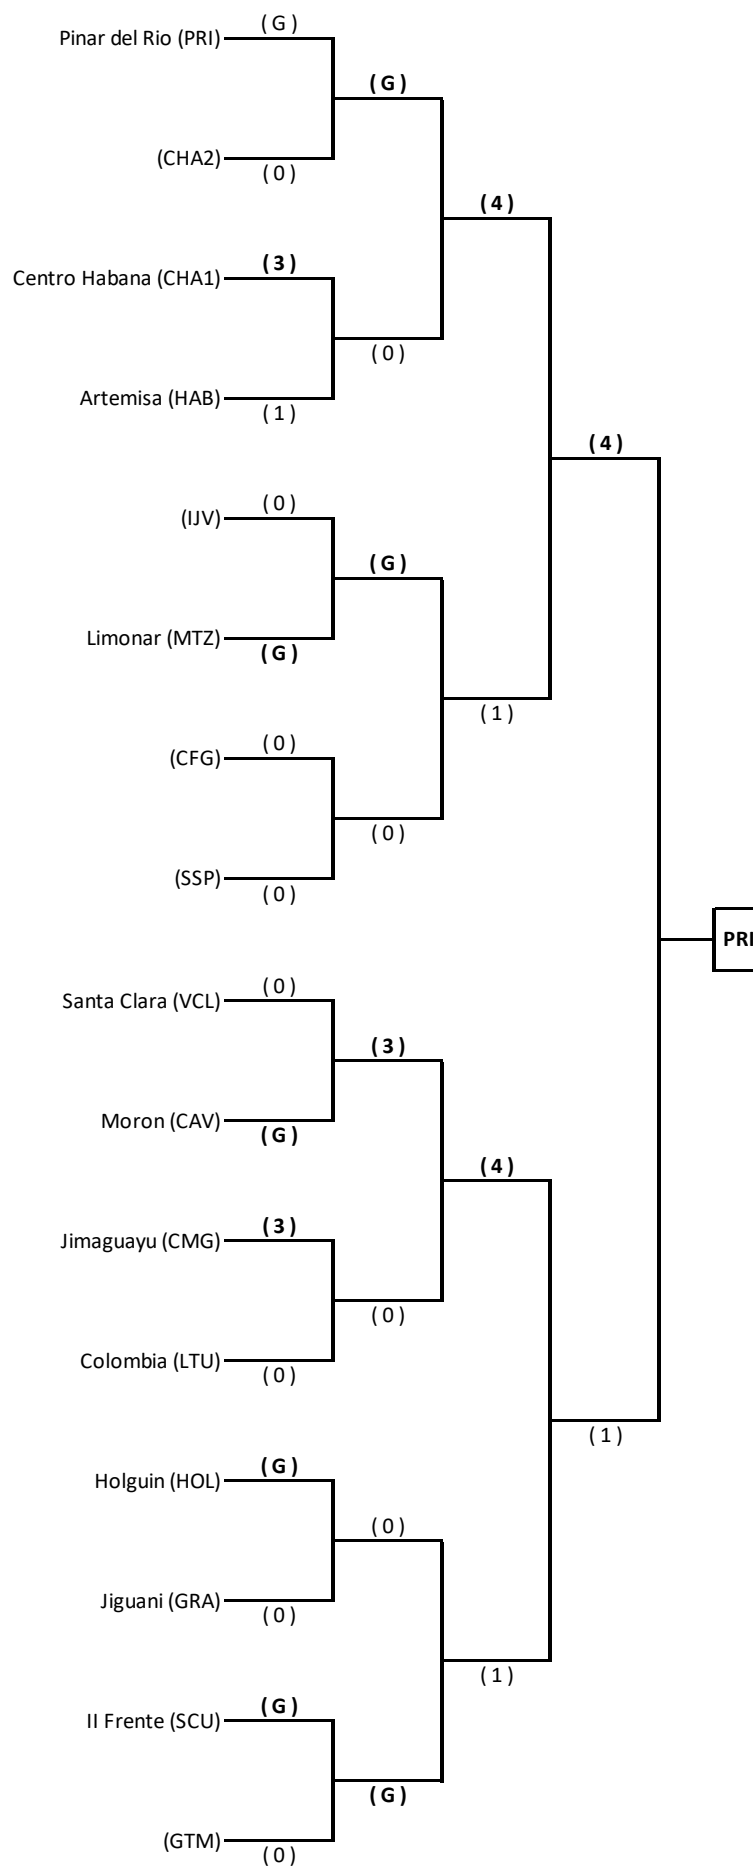 ( G )
Pinar del Rio (PRI)
( G )
(CHA2)
( 0 )
( 4 )
( 3 )
Centro Habana (CHA1)
( 0 )
Artemisa (HAB)
( 1 )
( 4 )
( 0 )
(IJV)
( G )
Limonar (MTZ)
( G )
( 1 )
( 0 )
(CFG)
( 0 )
(SSP)
( 0 )
PRI
( 0 )
Santa Clara (VCL)
( 3 )
Moron (CAV)
( G )
( 4 )
( 3 )
Jimaguayu (CMG)
( 0 )
Colombia (LTU)
( 0 )
( 1 )
( G )
Holguin (HOL)
( 0 )
Jiguani (GRA)
( 0 )
( 1 )
( G )
II Frente (SCU)
( G )
(GTM)
( 0 )